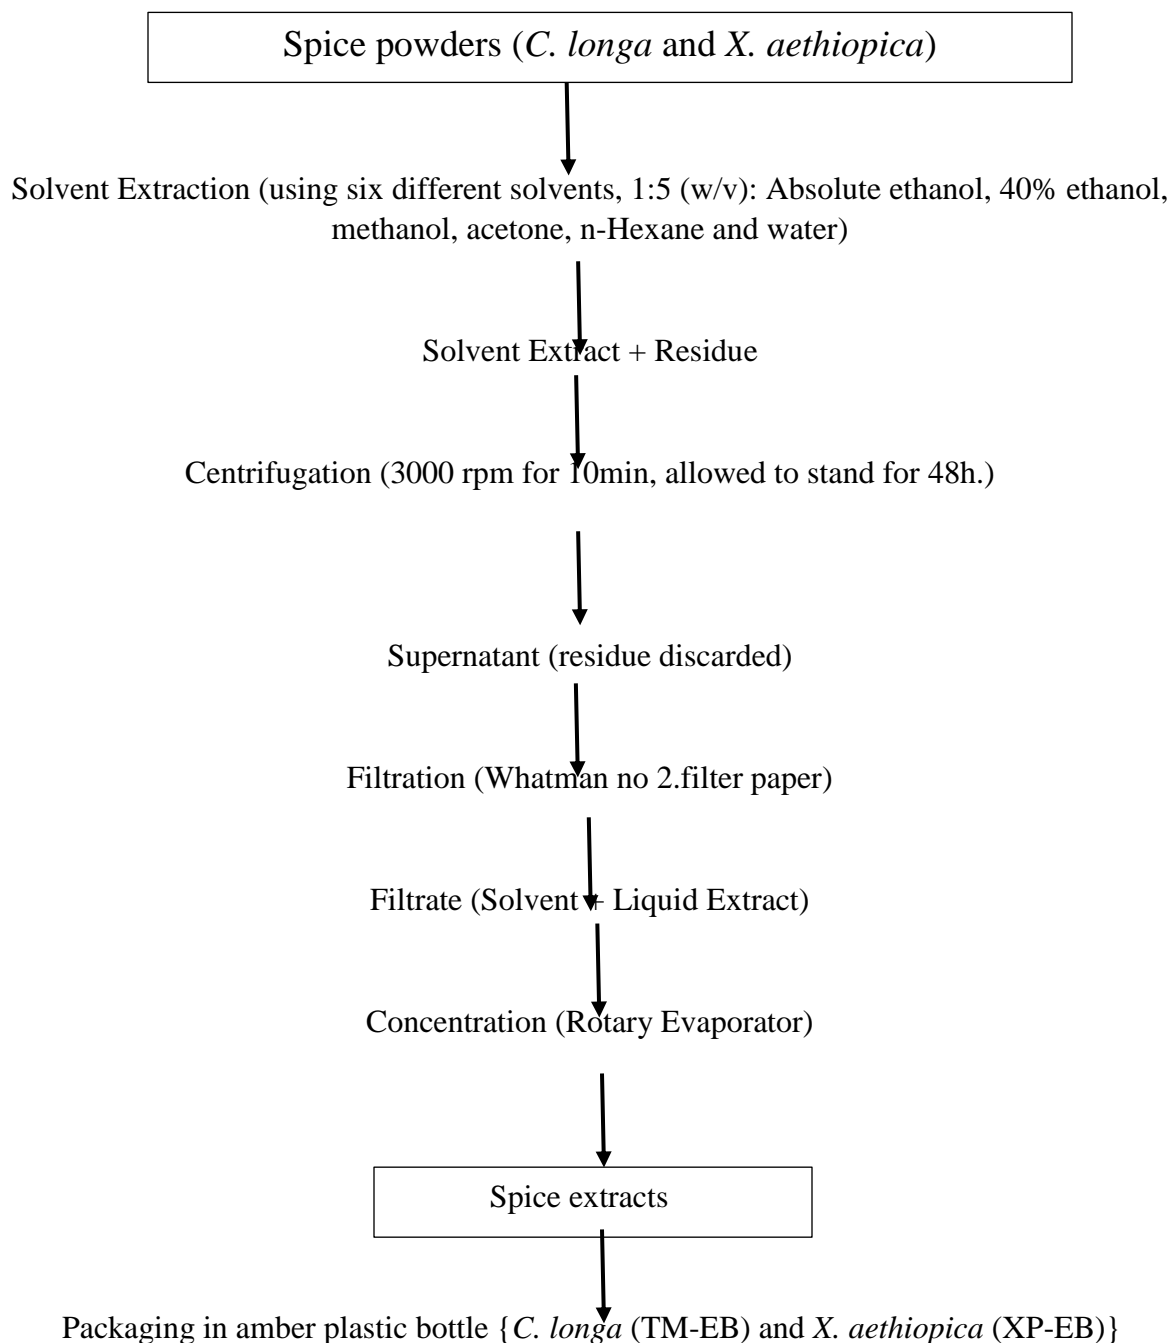 Spice powders (C. longa and X. aethiopica)
Solvent Extraction (using six different solvents, 1:5 (w/v): Absolute ethanol, 40% ethanol,
methanol, acetone, n-Hexane and water)
Solvent Extract + Residue
Centrifugation (3000 rpm for 10min, allowed to stand for 48h.)
Supernatant (residue discarded)
Filtration (Whatman no 2.filter paper)
Filtrate (Solvent + Liquid Extract)
Concentration (Rotary Evaporator)
Spice extracts
Packaging in amber plastic bottle {C. longa (TM-EB) and X. aethiopica (XP-EB)}